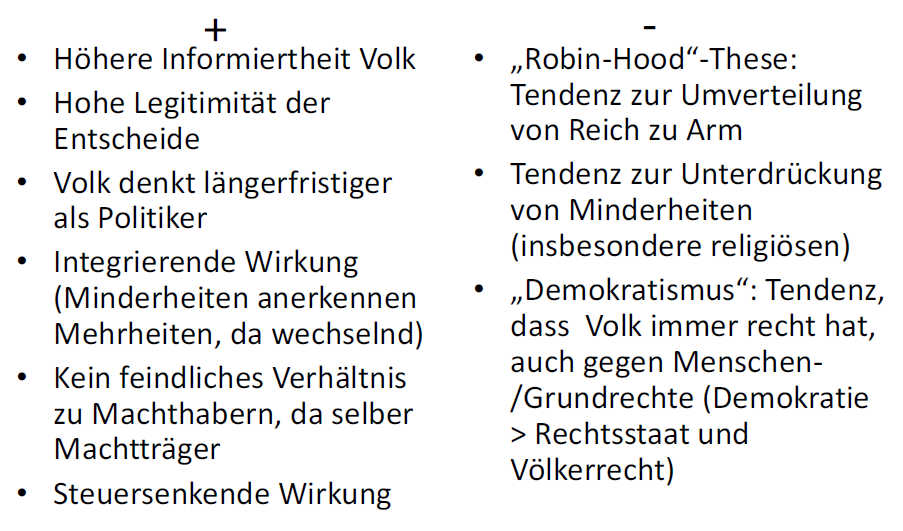 +
• Höhere Informiertheit Volk
• Hohe Legitimität der
Entscheide
• Volk denkt längerfristiger
als Politiker
• Integrierende Wirkung
(Minderheiten anerkennen
Mehrheiten, da wechselnd)
• Kein feindliches Verhältnis
zu Machthabern, da selber
Machtträger
• Steuersenkende Wirkung
-
• „Robin-Hood“-These:
Tendenz zur Umverteilung
von Reich zu Arm
• Tendenz zur Unterdrückung
von Minderheiten
(insbesondere religiösen)
• „Demokratismus“: Tendenz,
dass  Volk immer recht hat,
auch gegen Menschen-
/Grundrechte (Demokratie
> Rechtsstaat und
Völkerrecht)